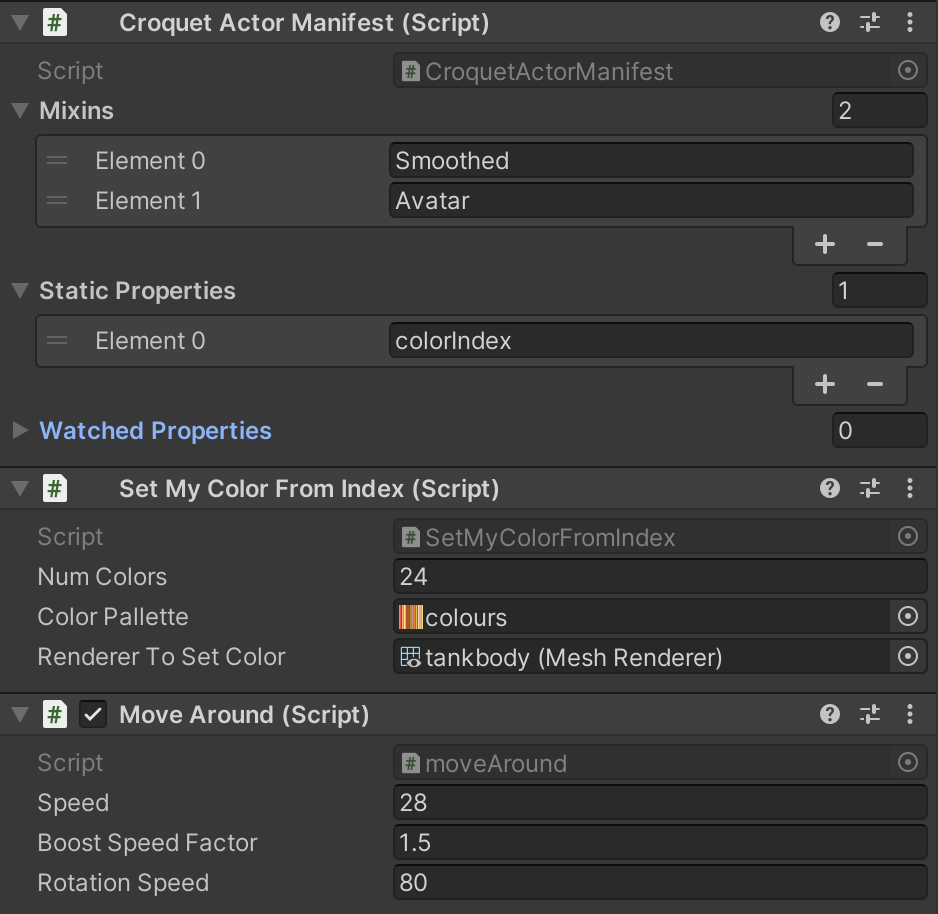 Croquet Actor Manifest (Script)
Script CroquetActorManifest
Mixins 2
Element 0 Smoothed
Element 1 Avatar
Static Properties 1
Element 0 colorIndex
Watched Properties 0
Set My Color From Index (Script)
Script SetMyColorFromIndex
Num Colors 24
Color Pallette colours
Renderer To Set Color tankbody (Mesh Renderer)
Move Around (Script)
Script moveAround
Speed 28
Boost Speed Factor 1.5
Rotation Speed 80